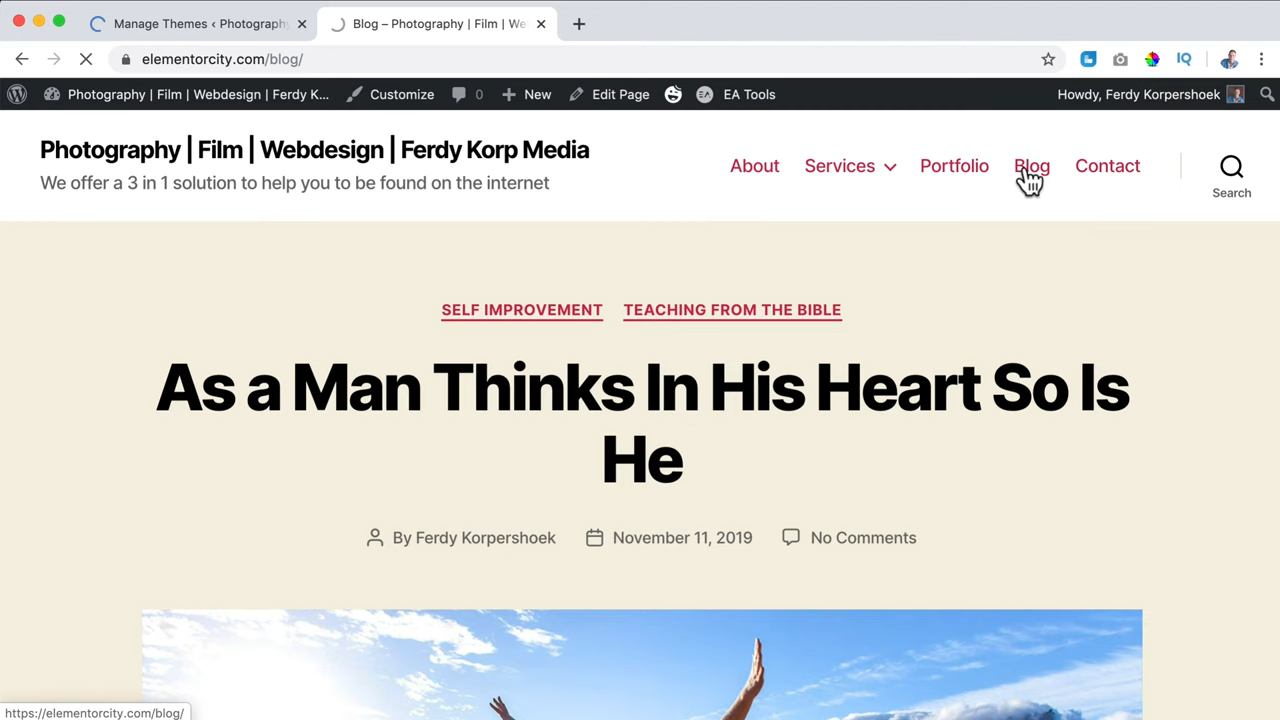 Manage Themes ‹ Photography
Blog – Photography | Film | We
elementorcity.com/blog/
IQ
Photography | Film | Webdesign | Ferdy K...
Customize
0
New
Edit Page
EA
EA Tools
Howdy, Ferdy Korpershoek
Photography | Film | Webdesign | Ferdy Korp Media
We offer a 3 in 1 solution to help you to be found on the internet
About
Services
Portfolio
Blog
Contact
Search
SELF IMPROVEMENT
TEACHING FROM THE BIBLE
As a Man Thinks In His Heart So Is
He
By Ferdy Korpershoek
November 11, 2019
No Comments
https://elementorcity.com/blog/